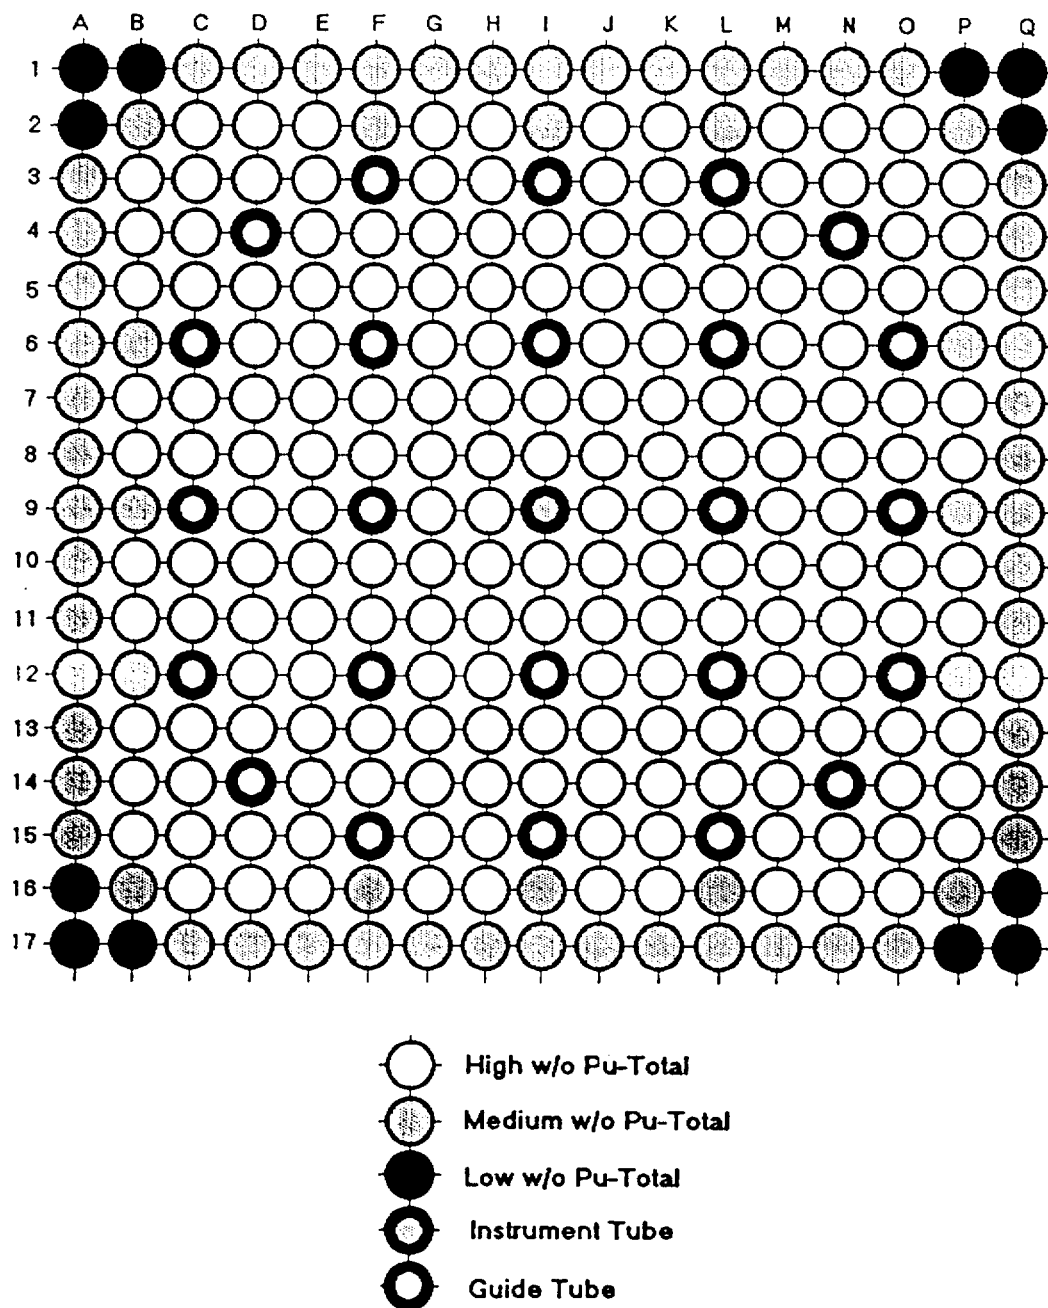 A B C D E F G H I J K L M N O P Q
1
2
3
4
5
6
7
8
9
10
11
12
13
14
15
16
17
High w/o Pu-Total
Medium w/o Pu-Total
Low w/o Pu-Total
Instrument Tube
Guide Tube